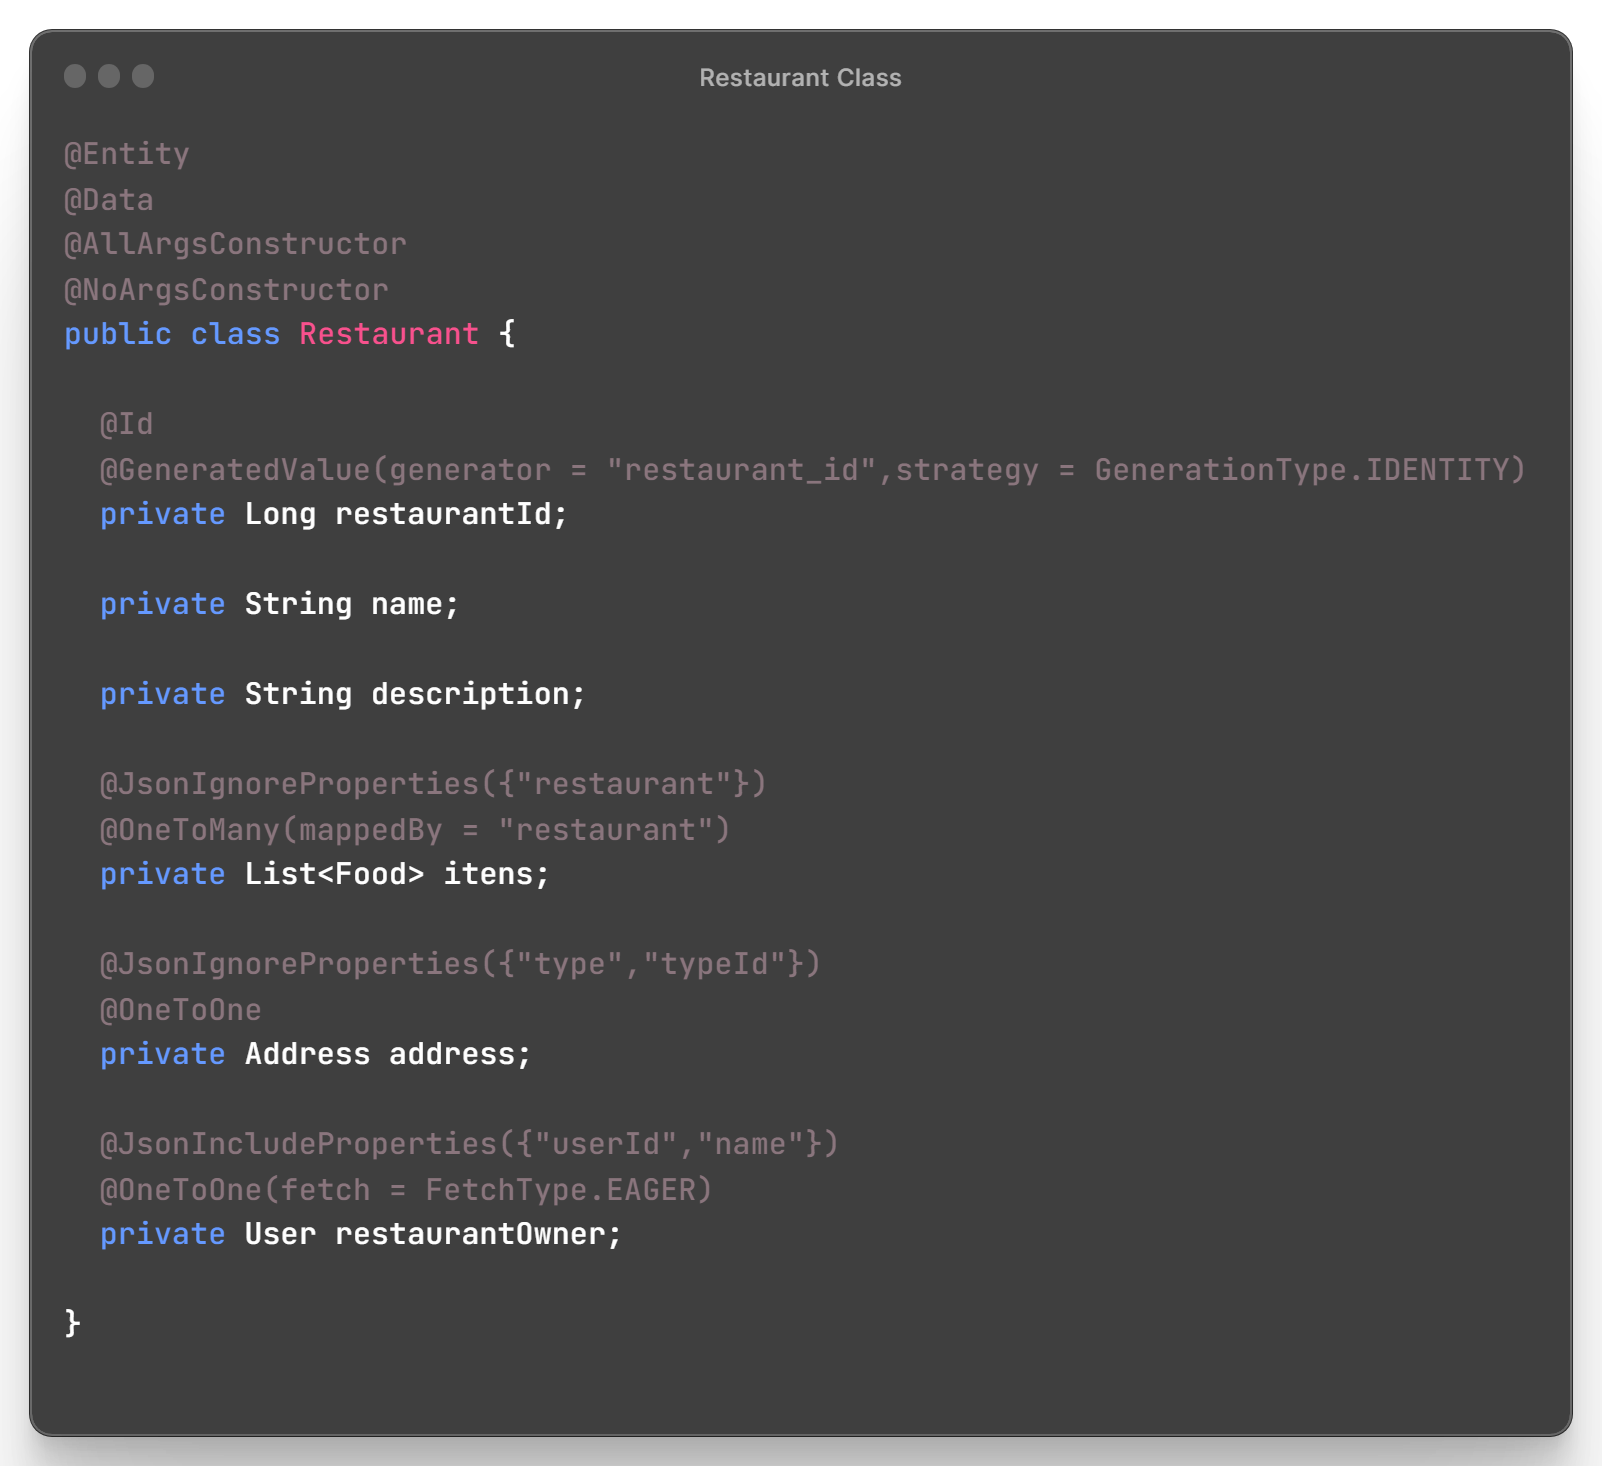 Restaurant Class
@Entity
@Data
@AllArgsConstructor
@NoArgsConstructor
public class Restaurant {
@Id
@GeneratedValue(generator = "restaurant_id",strategy = GenerationType.IDENTITY)
private Long restaurantId;
private String name;
private String description;
@JsonIgnoreProperties({"restaurant"})
@OneToMany(mappedBy = "restaurant")
private List<Food> itens;
@JsonIgnoreProperties({"type","typeId"})
@OneToOne
private Address address;
@JsonIncludeProperties({"userId","name"})
@OneToOne(fetch = FetchType.EAGER)
private User restaurantOwner;
}